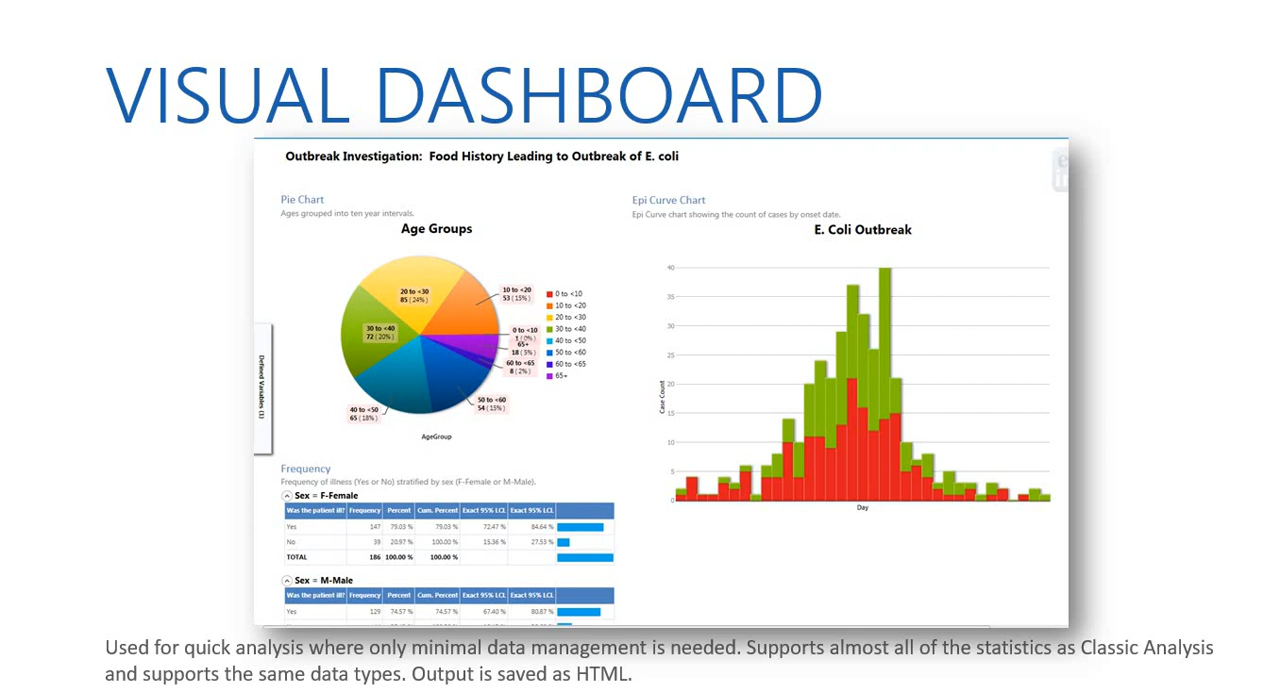 VISUAL DASHBOARD
Outbreak Investigation: Food History Leading to Outbreak of E. coli
Pie Chart
Ages grouped into ten year intervals.
Age Groups
20 to <30
85 (24%)
10 to <20
53 (15%)
30 to <40
72 (20%)
0 to <10
1 (0%)
65+
18 (5%)
60 to <65
8 (2%)
50 to <60
54 (15%)
40 to <50
65 (18%)
AgeGroup
0 to <10
10 to <20
20 to <30
30 to <40
40 to <50
50 to <60
60 to <65
65+
Defined Variables (1)
Epi Curve Chart
Epi Curve chart showing the count of cases by onset date.
E. Coli Outbreak
Case Count
40
35
30
25
20
15
10
5
0
Day
Frequency
Frequency of illness (Yes or No) stratified by sex (F-Female or M-Male).
Sex = F-Female
Was the patient ill? Frequency Percent Cum. Percent Exact 95% LCL Exact 95% LCL
Yes 147 79.03 % 79.03 % 72.47 % 84.64 %
No 39 20.97 % 100.00 % 15.36 % 27.53 %
TOTAL 186 100.00 % 100.00 %
Sex = M-Male
Was the patient ill? Frequency Percent Cum. Percent Exact 95% LCL Exact 95% LCL
Yes 129 74.57 % 74.57 % 67.40 % 80.87 %
Used for quick analysis where only minimal data management is needed. Supports almost all of the statistics as Classic Analysis
and supports the same data types. Output is saved as HTML.